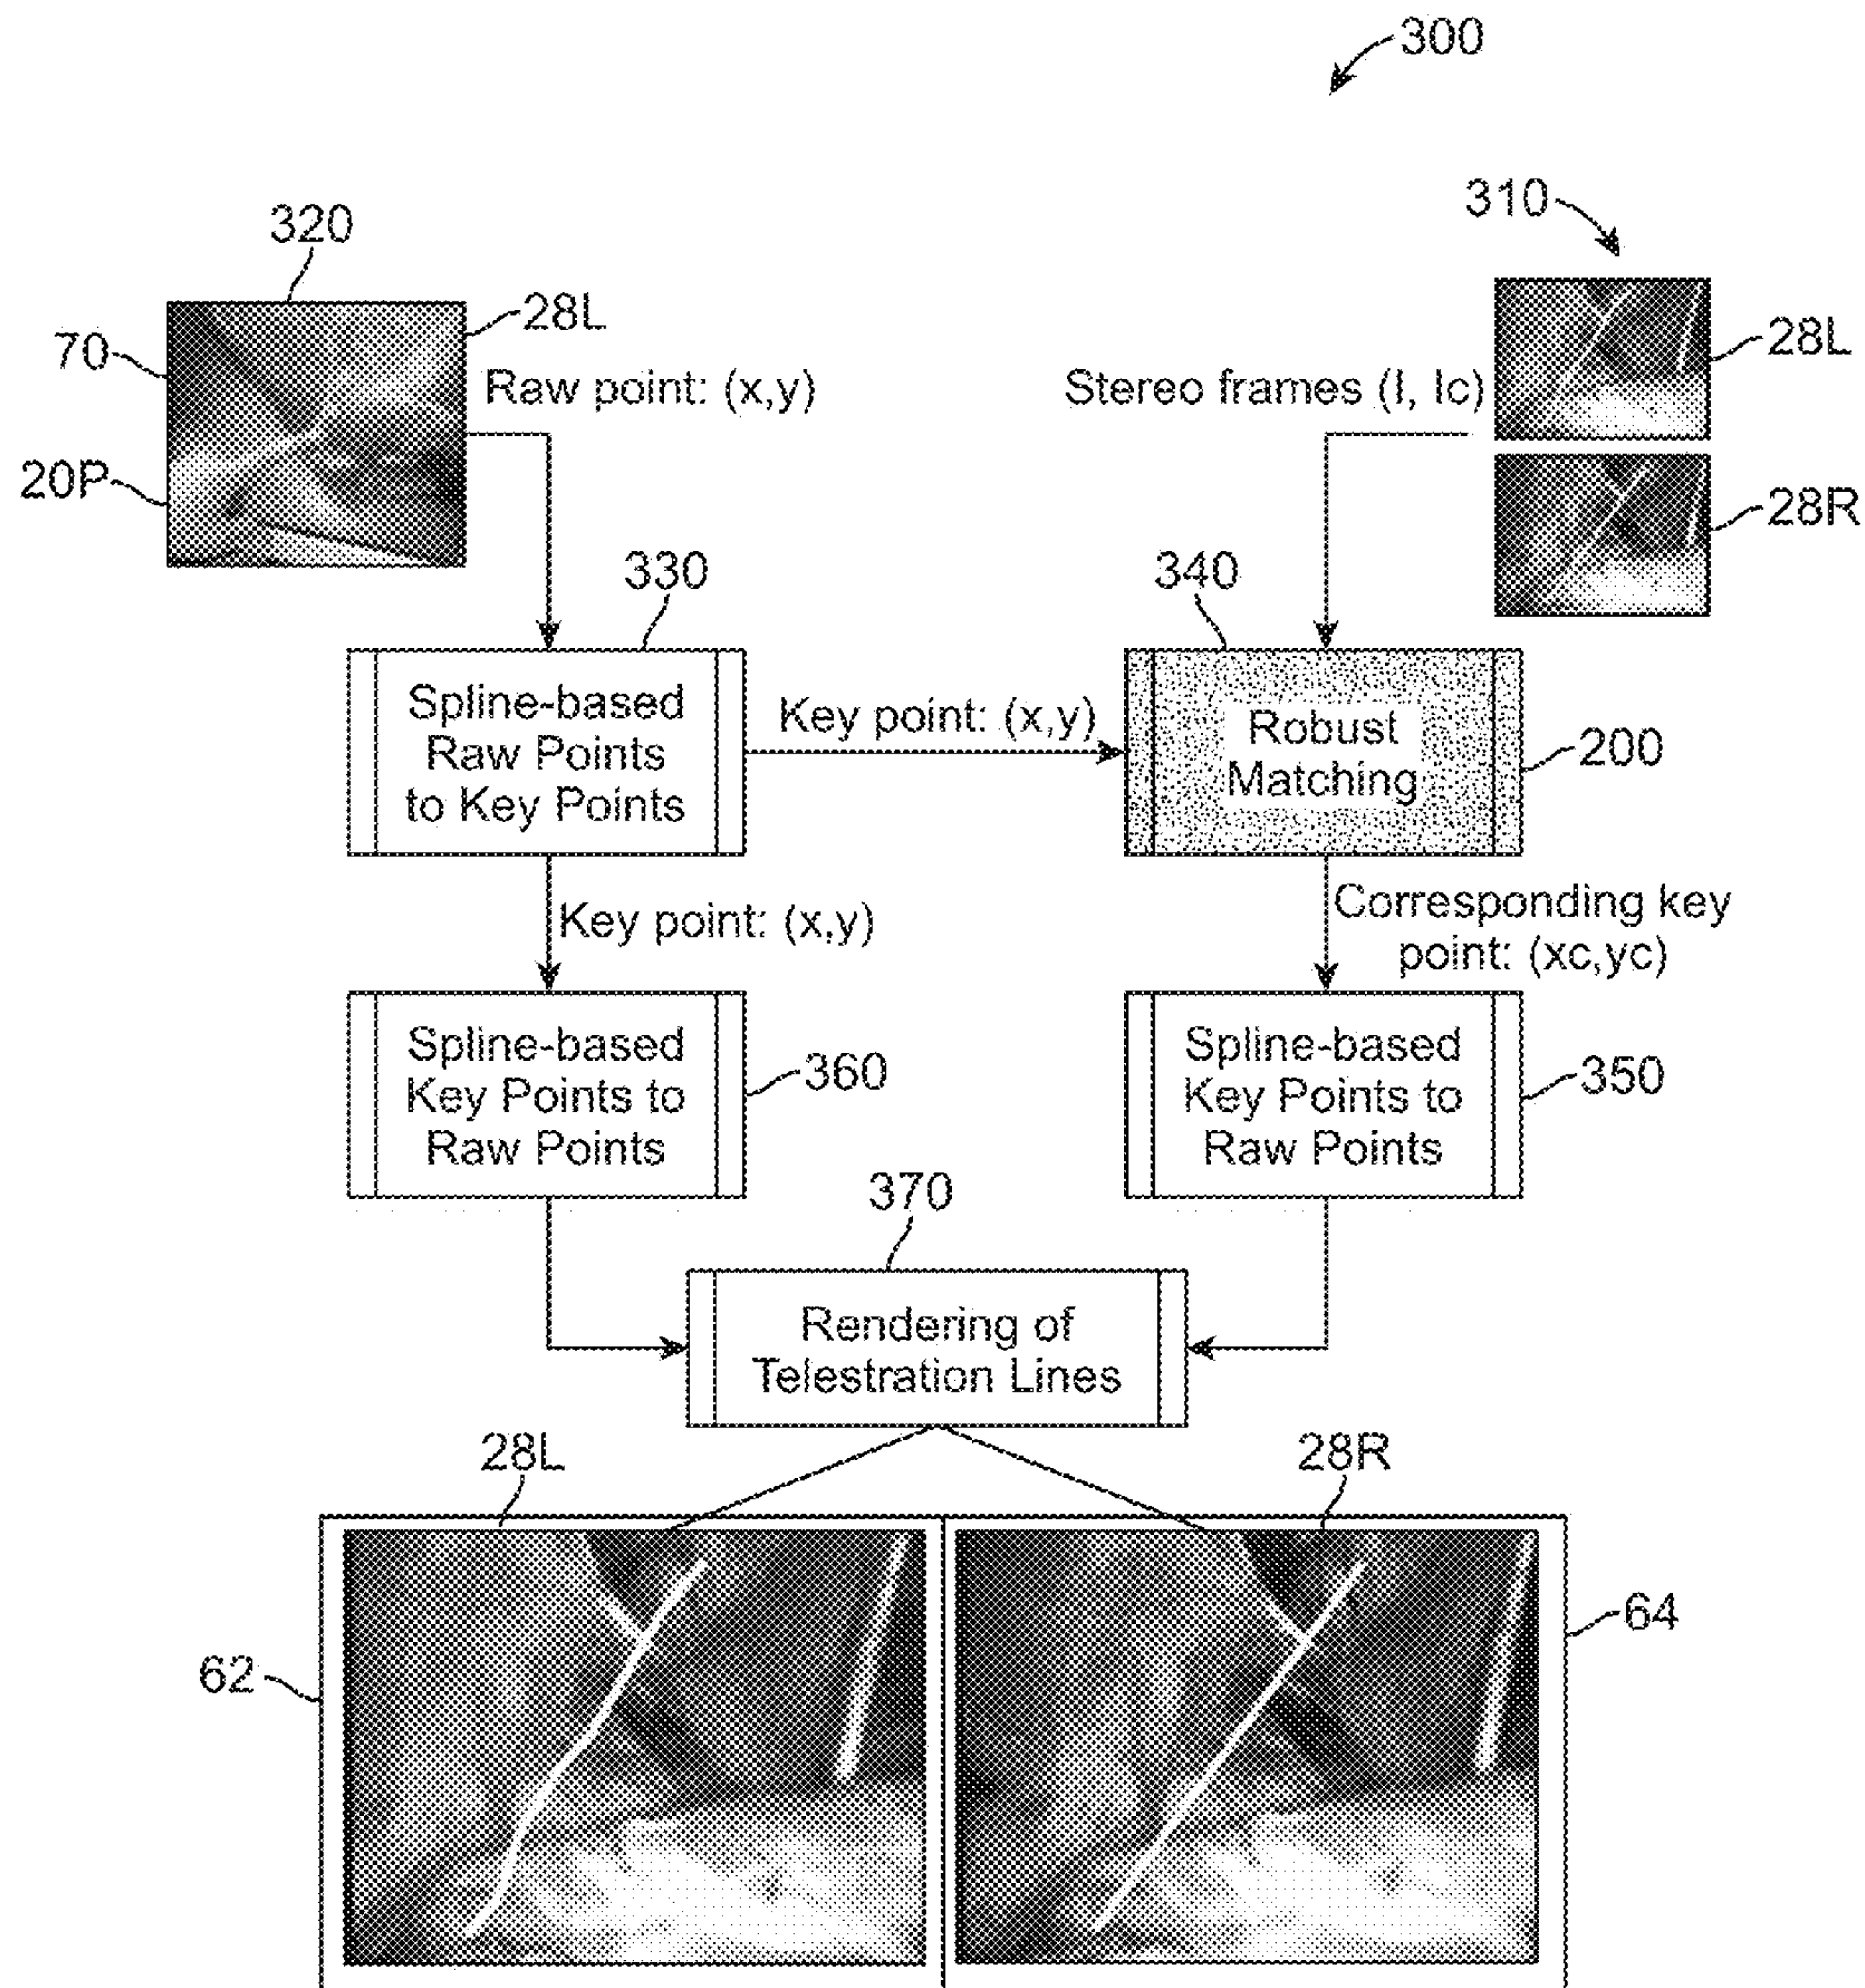 300
310
320
28L
70
Raw point: (x,y)
20P
Stereo frames (I, Ic)
28L
28R
330
340
Spline-based
Raw Points
to Key Points
Key point: (x,y)
Robust
Matching
200
Key point: (x,y)
Corresponding key
point: (xc,yc)
Spline-based
Key Points to
Raw Points
360
Spline-based
Key Points to
Raw Points
350
370
Rendering of
Telestration Lines
28L
28R
62
64